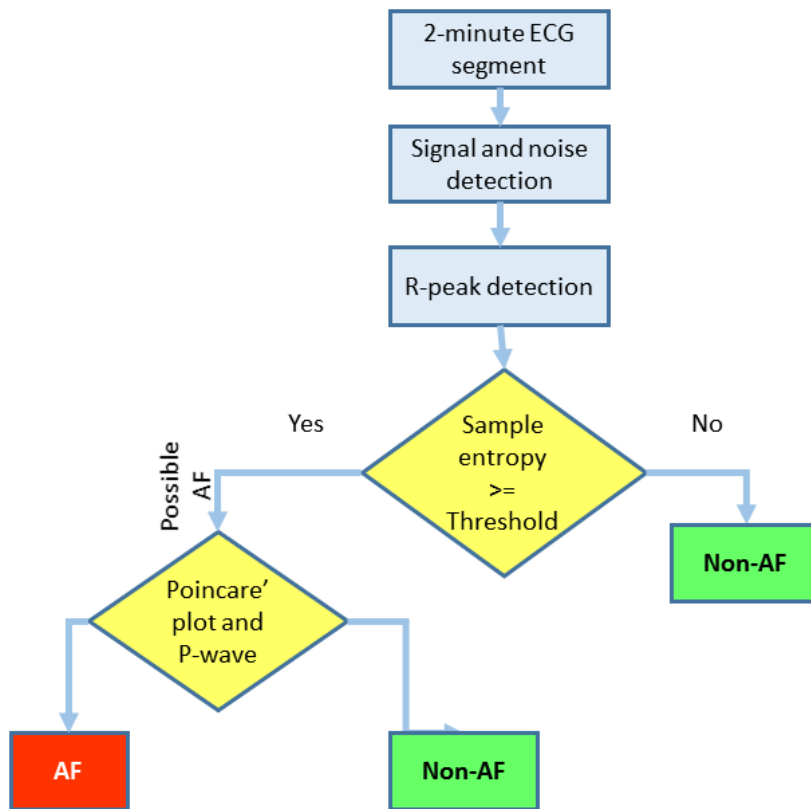 2-minute ECG
segment
Signal and noise
detection
R-peak detection
Yes
No
Sample
entropy
>=
Threshold
Possible
AF
Non-AF
Poincare’
plot and
P-wave
AF
Non-AF